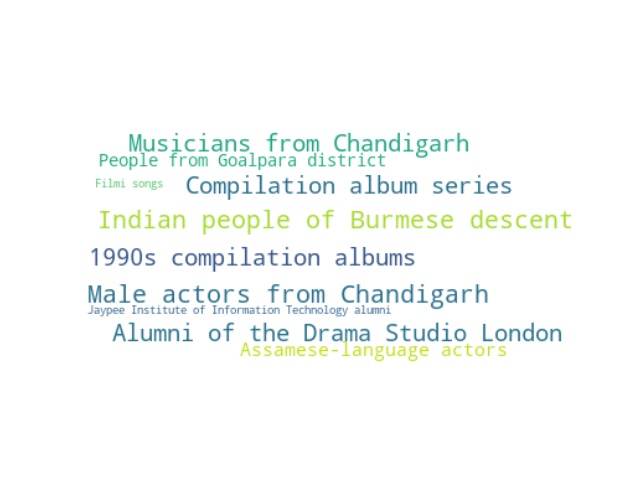 Musicians from Chandigarh
People from Goalpara district
Filmi songs
Compilation album series
Indian people of Burmese descent
1990s compilation albums
Male actors from Chandigarh
Jaypee Institute of Information Technology alumni
Alumni of the Drama Studio London
Assamese-language actors